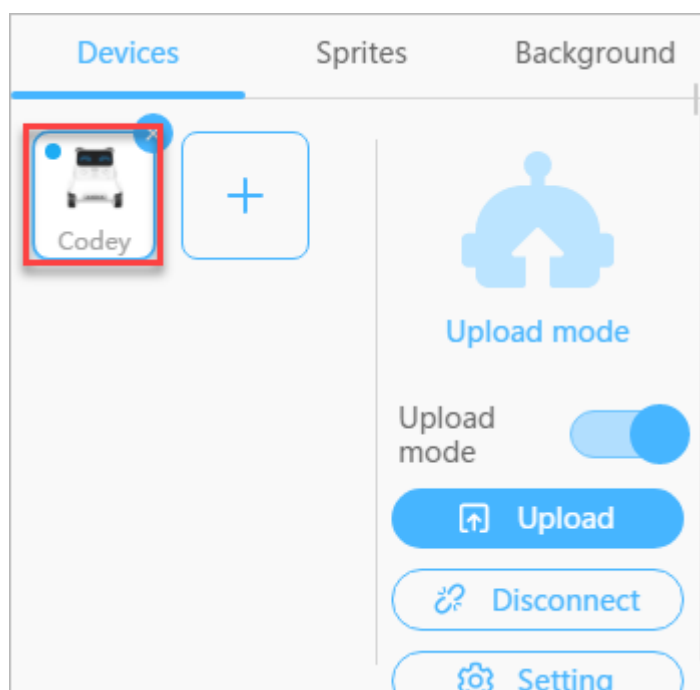 Devices
Sprites
Background
Codey
Upload mode
Upload
mode
Upload
Disconnect
Setting